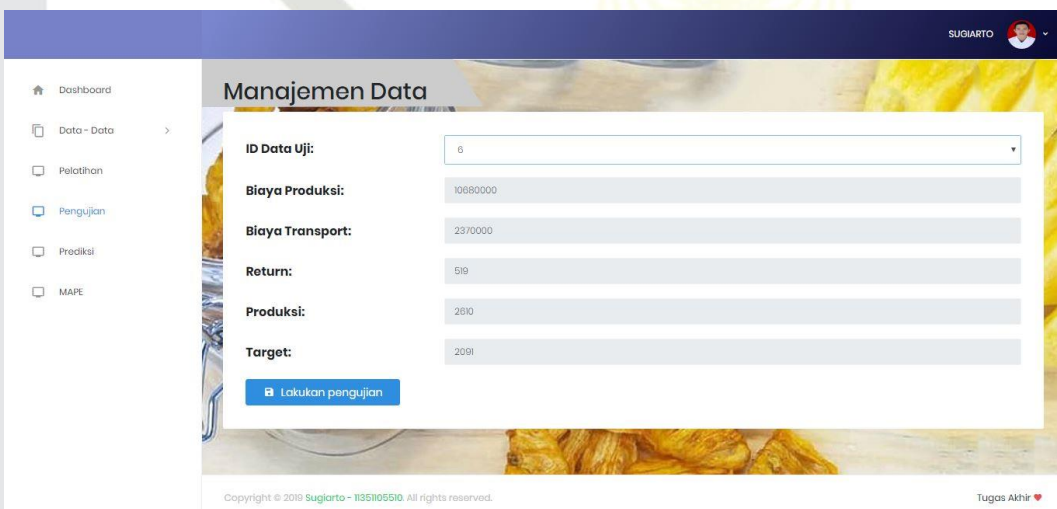 SUGIARTO
Dashboard
Data - Data
Pelatihan
Pengujian
Prediksi
MAPE
Manajemen Data
ID Data Uji:
6
Biaya Produksi:
10680000
Biaya Transport:
2370000
Return:
519
Produksi:
2610
Target:
2091
Lakukan pengujian
Copyright © 2019 Sugiarto - 11351105510. All rights reserved.
Tugas Akhir